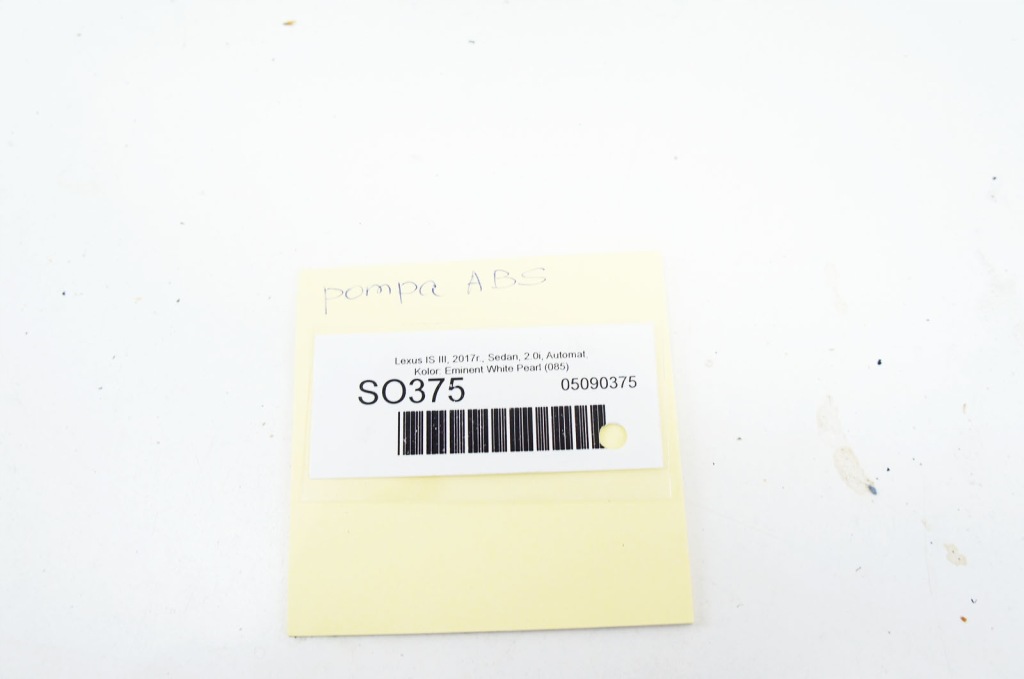 pompa ABS
Lexus IS III, 2017r., Sedan, 2.0i, Automat,
Kolor: Eminent White Pearl (085)
SO375 05090375